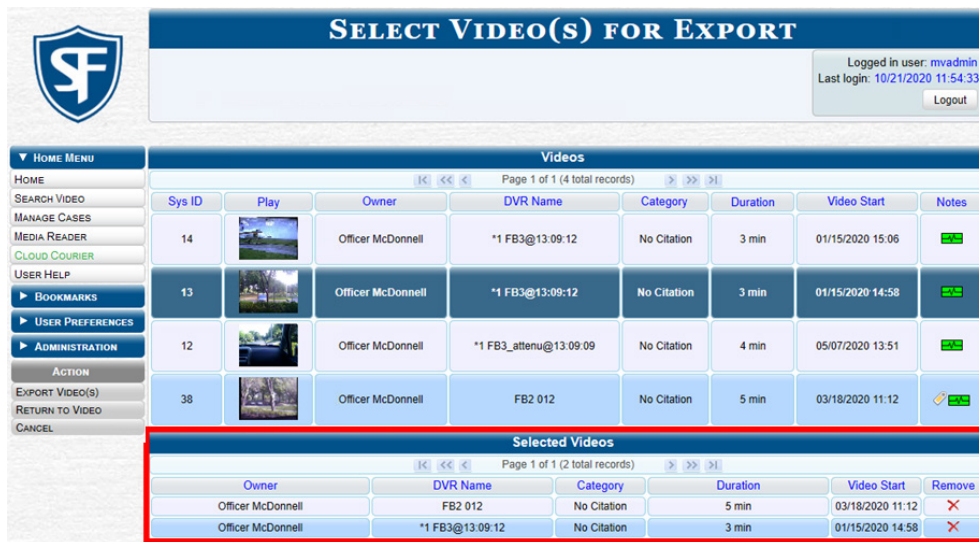 SELECT VIDEO(S) FOR EXPORT
SF
Logged in user: mvadmin
Last login: 10/21/2020 11:54:33
Logout
HOME MENU
HOME
SEARCH VIDEO
MANAGE CASES
MEDIA READER
CLOUD COURIER
USER HELP
BOOKMARKS
USER PREFERENCES
ADMINISTRATION
ACTION
EXPORT VIDEO(S)
RETURN TO VIDEO
CANCEL
Videos
Page 1 of 1 (4 total records)
Sys ID Play Owner DVR Name Category Duration Video Start Notes
14 Officer McDonnell *1 FB3@13:09:12 No Citation 3 min 01/15/2020 15:06
13 Officer McDonnell *1 FB3@13:09:12 No Citation 3 min 01/15/2020 14:58
12 Officer McDonnell *1 FB3_attenu@13:09:09 No Citation 4 min 05/07/2020 13:51
38 Officer McDonnell FB2 012 No Citation 5 min 03/18/2020 11:12
Selected Videos
Page 1 of 1 (2 total records)
Owner DVR Name Category Duration Video Start Remove
Officer McDonnell FB2 012 No Citation 5 min 03/18/2020 11:12
Officer McDonnell *1 FB3@13:09:12 No Citation 3 min 01/15/2020 14:58